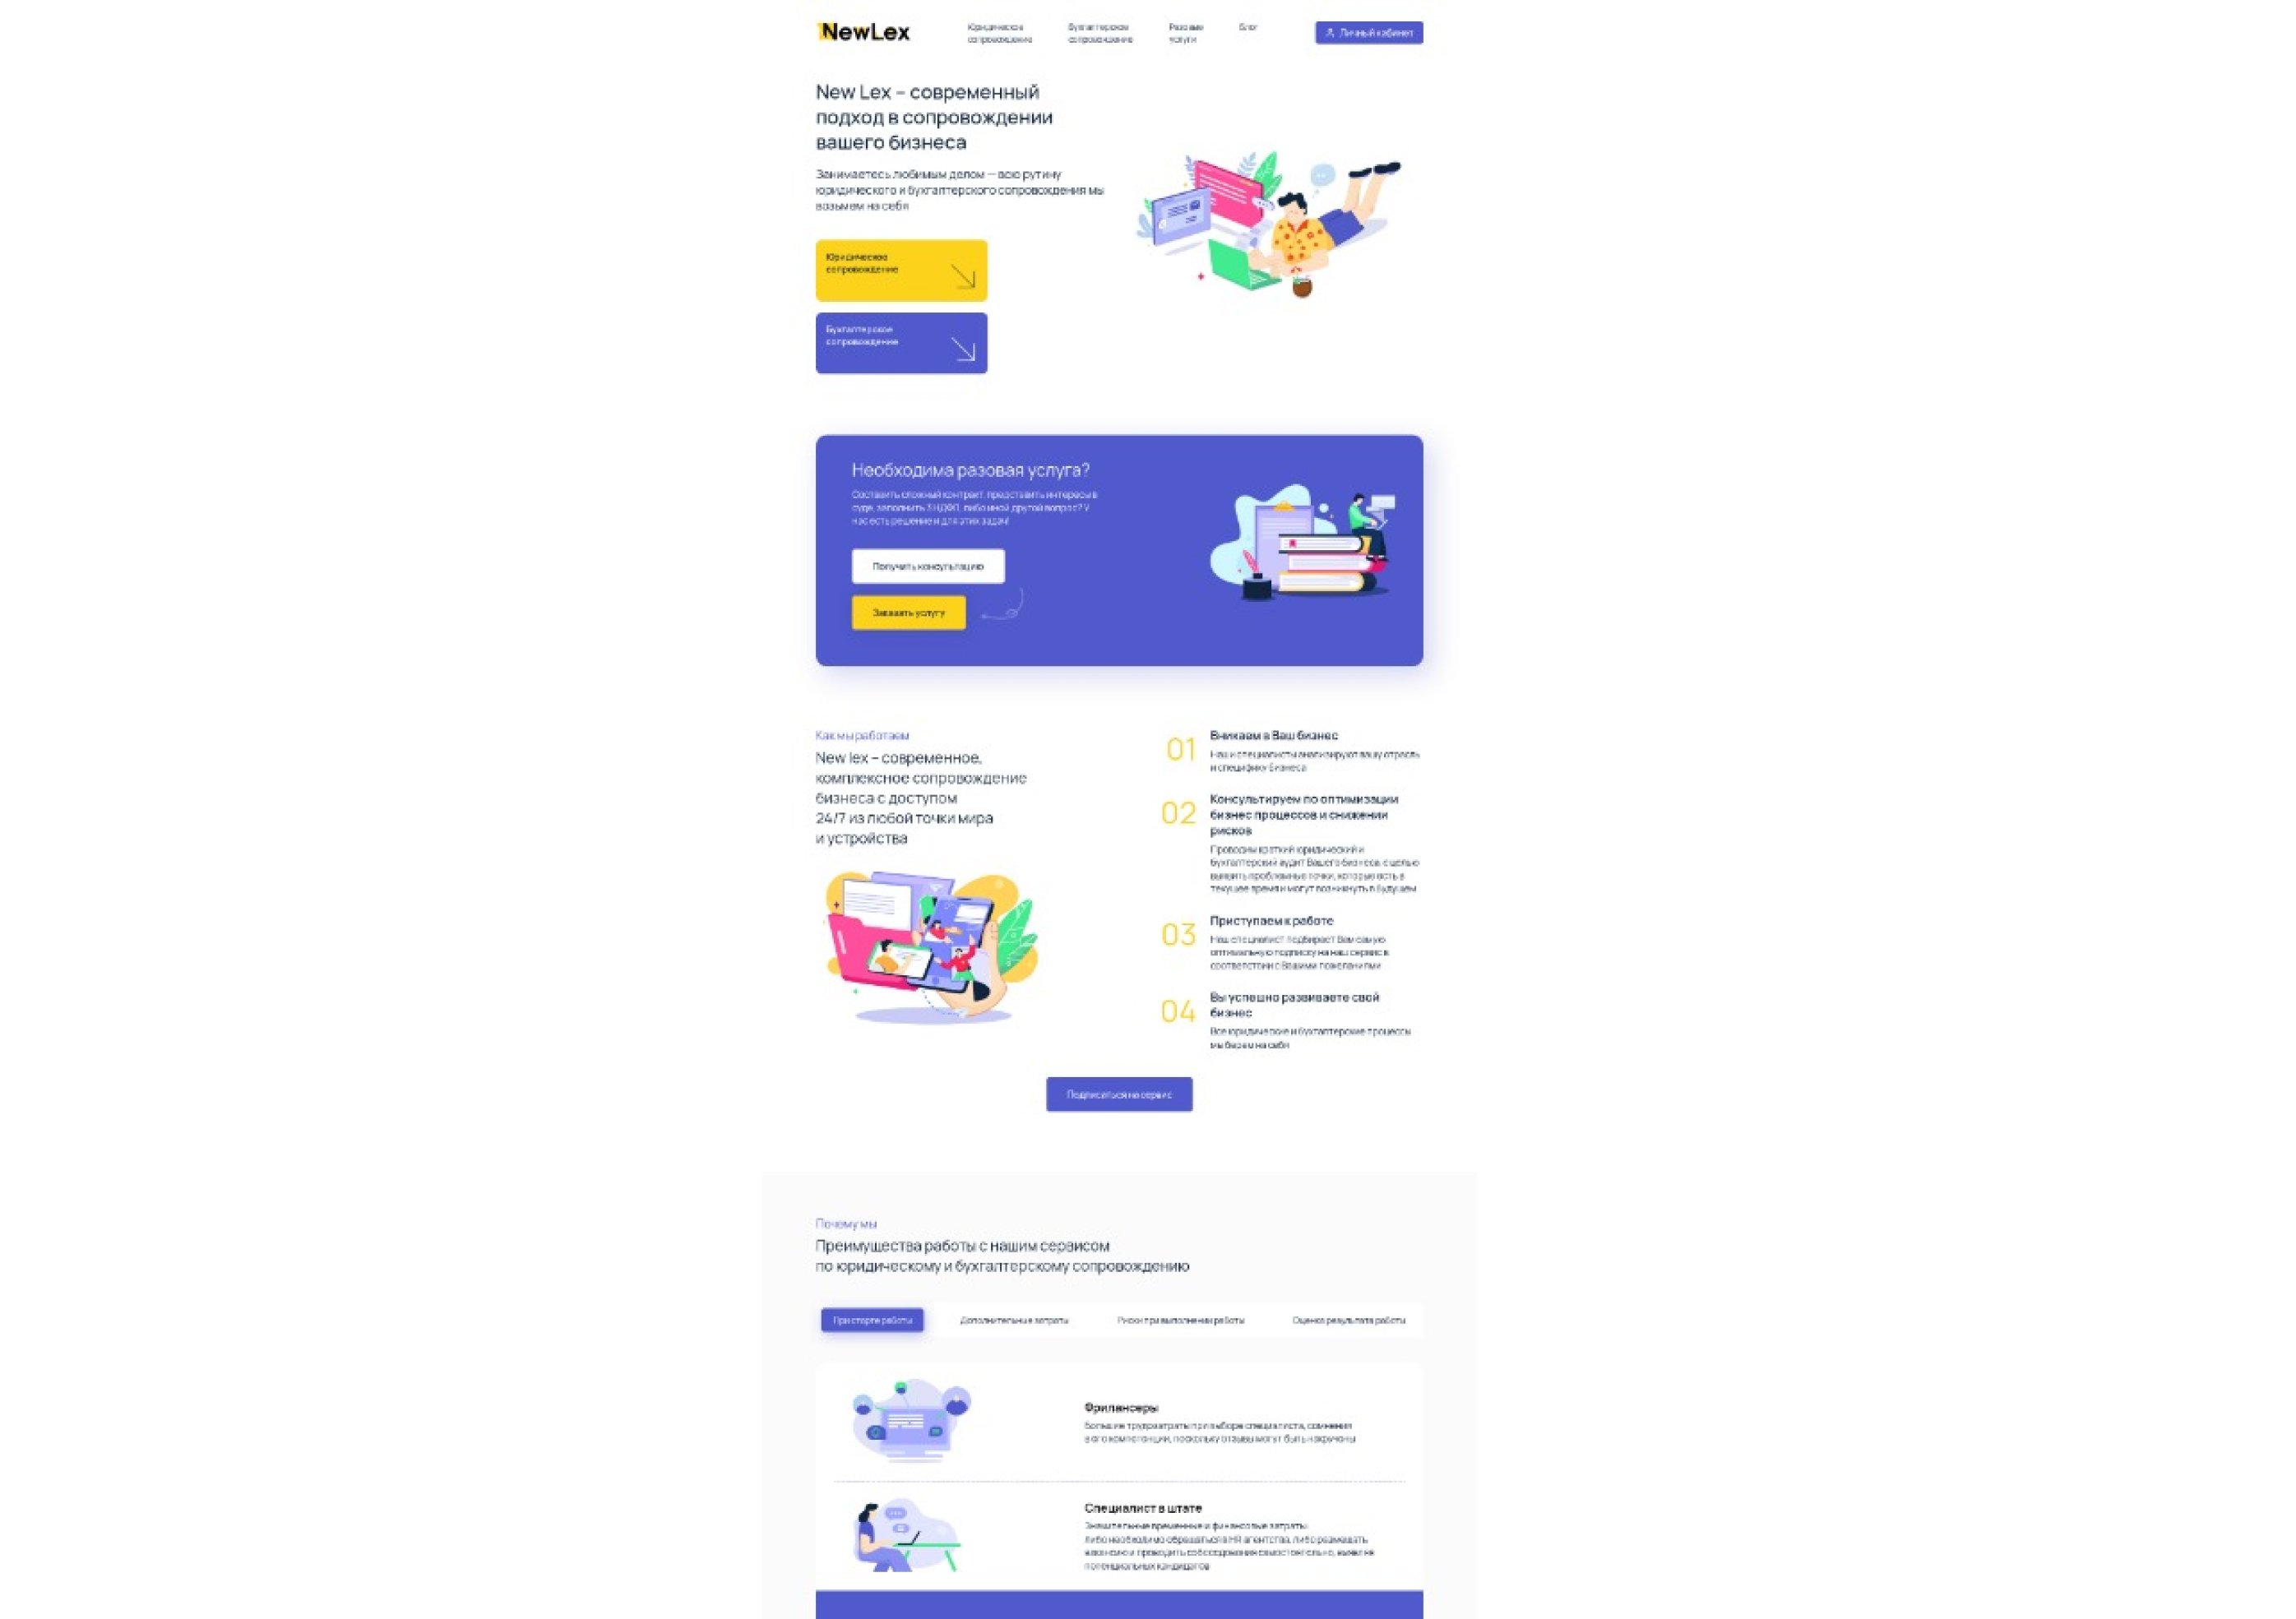 NewLex
Юридическое
сопровождение
Бухгалтерское
сопровождение
Разовые
услуги
Блог
Личный кабинет
New Lex – современный
подход в сопровождении
вашего бизнеса
Занимаетесь любимым делом — всю рутину
юридического и бухгалтерского сопровождения мы
возьмем на себя
Юридическое
сопровождение
Бухгалтерское
сопровождение
Необходима разовая услуга?
Составить сложный контракт, представить интересы в
суде, заполнить 3 НДФЛ, либо иной другой вопрос? У
нас есть решение и для этих задач!
Получить консультацию
Заказать услугу
Как мы работаем
New lex – современное,
комплексное сопровождение
бизнеса с доступом
24/7 из любой точки мира
и устройства
01
Вникаем в Ваш бизнес
Наши специалисты анализируют вашу отрасль
и специфику бизнеса
02
Консультируем по оптимизации
бизнес процессов и снижении
рисков
Проводим краткий юридический и
бухгалтерский аудит Вашего бизнеса, с целью
выявить проблемные точки, которые есть в
текущее время и могут возникнуть в будущем
03
Приступаем к работе
Наш специалист подбирает Вам самую
оптимальную подписку на наш сервис в
соответствии с Вашими пожеланиями
04
Вы успешно развиваете свой
бизнес
Все юридические и бухгалтерские процессы
мы берем на себя
Подписаться на сервис
Почему мы
Преимущества работы с нашим сервисом
по юридическому и бухгалтерскому сопровождению
При старте работы
Дополнительные затраты
Риски при выполнении работы
Оценка результата работы
Фрилансеры
Большие трудозатраты при выборе специалиста, сомнения
в его компетенции, поскольку отзывы могут быть накручены
Специалист в штате
Значительные временные и финансовые затраты:
либо необходимо обращаться в HR агентства, либо размещать
вакансию и проводить собеседования самостоятельно, выявляя
потенциальных кандидатов